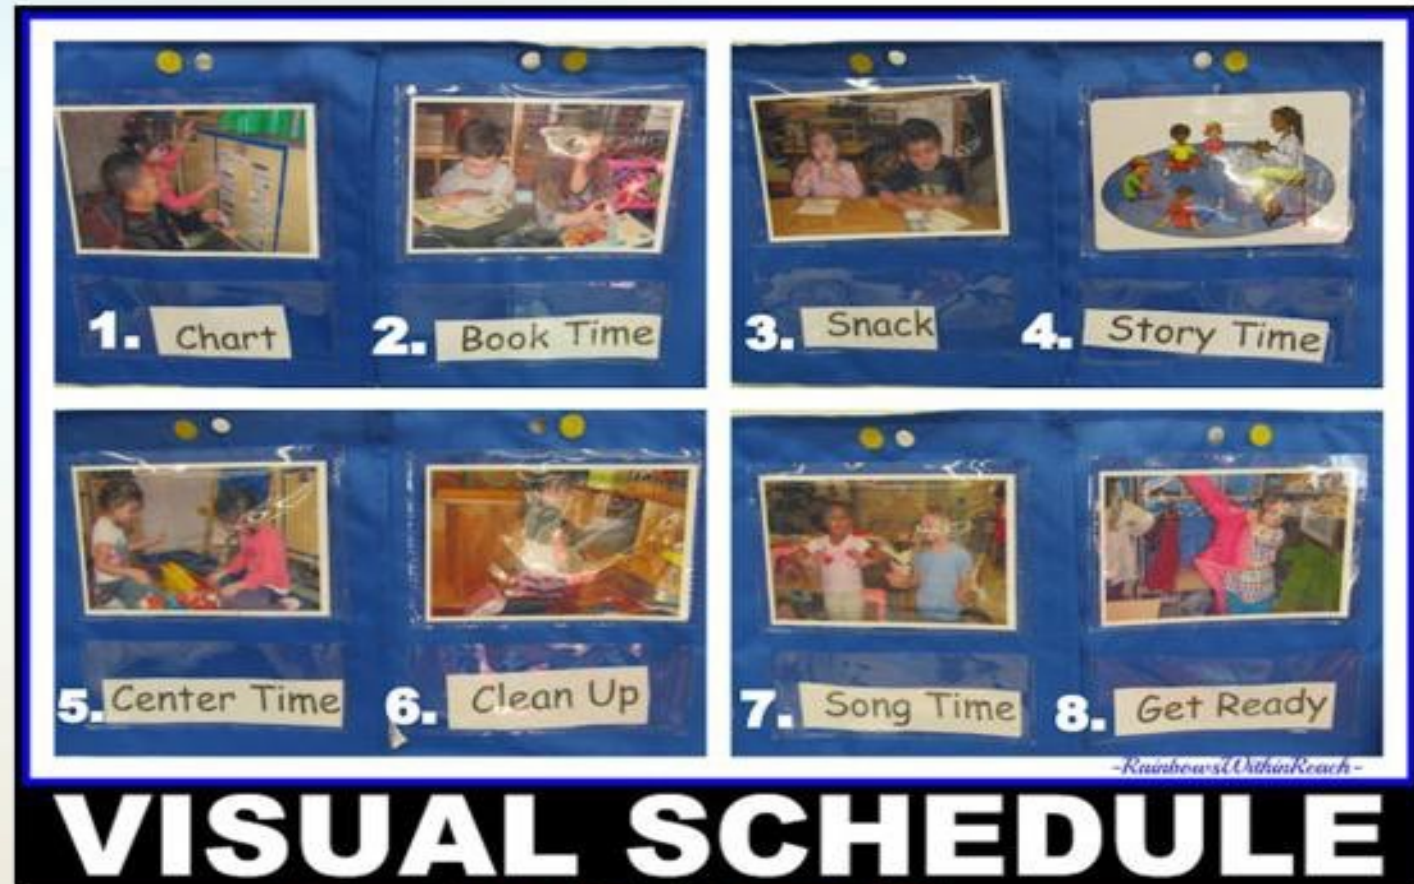 1. Chart
2. Book Time
3. Snack
4. Story Time
5. Center Time
6. Clean Up
7. Song Time
8. Get Ready
-RainbowsWithinReach-
VISUAL SCHEDULE